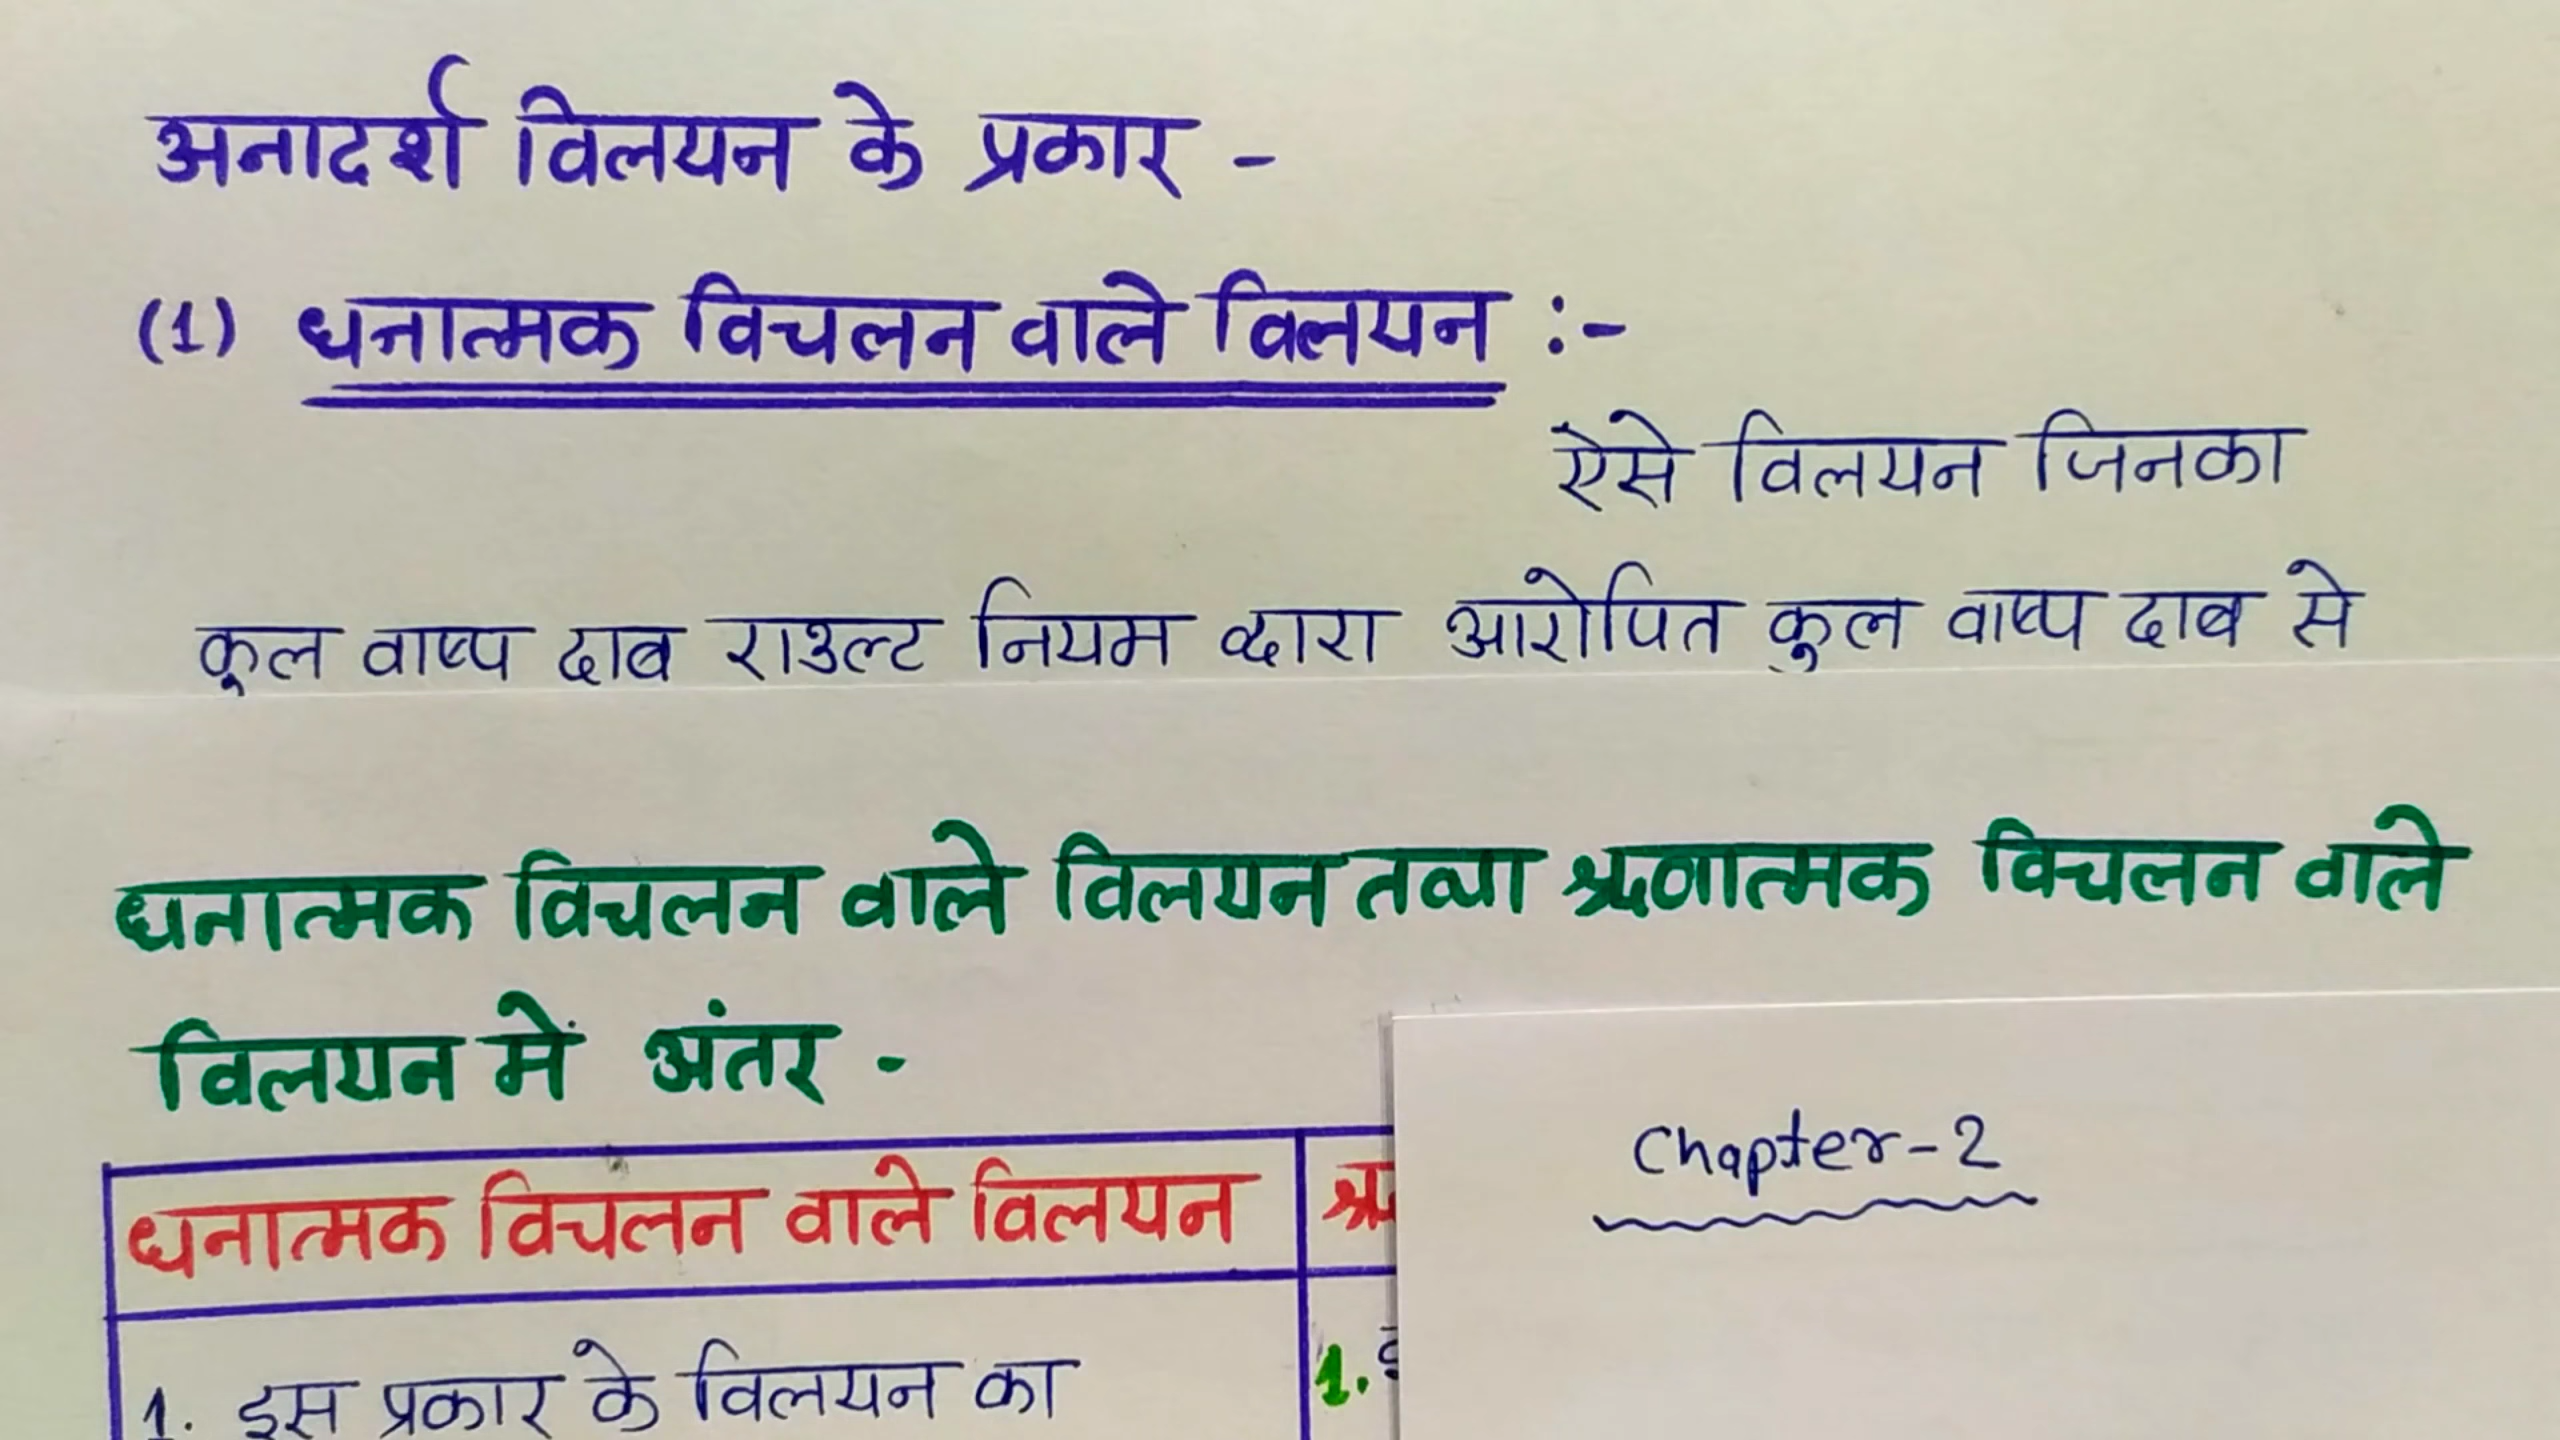 अनादर्श विलयन के प्रकार -
(1) धनात्मक विचलन वाले विलयन :-
ऐसे विलयन जिनका
कुल वाष्प दाब राउल्ट नियम द्वारा आरोपित कुल वाष्प दाब से
धनात्मक विचलन वाले विलयन तथा ऋणात्मक विचलन वाले
विलयन में अंतर -
Chapter-2
धनात्मक विचलन वाले विलयन
1. इस प्रकार के विलयन का
1.